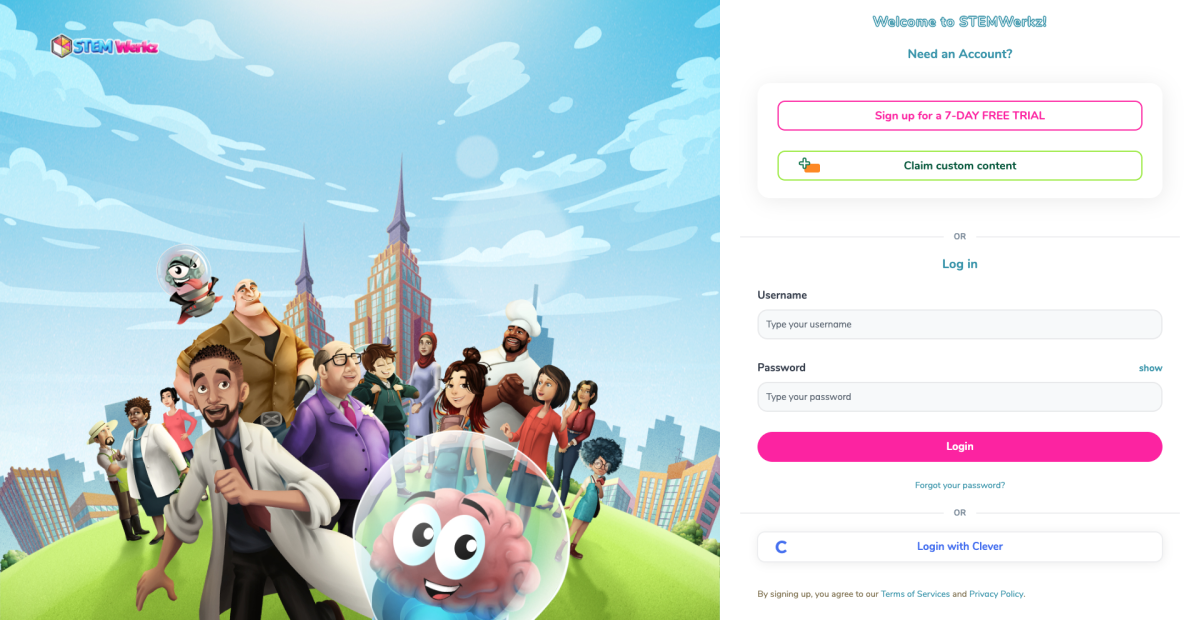 STEM Werkz
Welcome to STEMWerkz!
Need an Account?
Sign up for a 7-DAY FREE TRIAL
Claim custom content
OR
Log in
Username
Type your username
Password show
Type your password
Login
Forgot your password?
OR
C Login with Clever
By signing up, you agree to our Terms of Services and Privacy Policy.